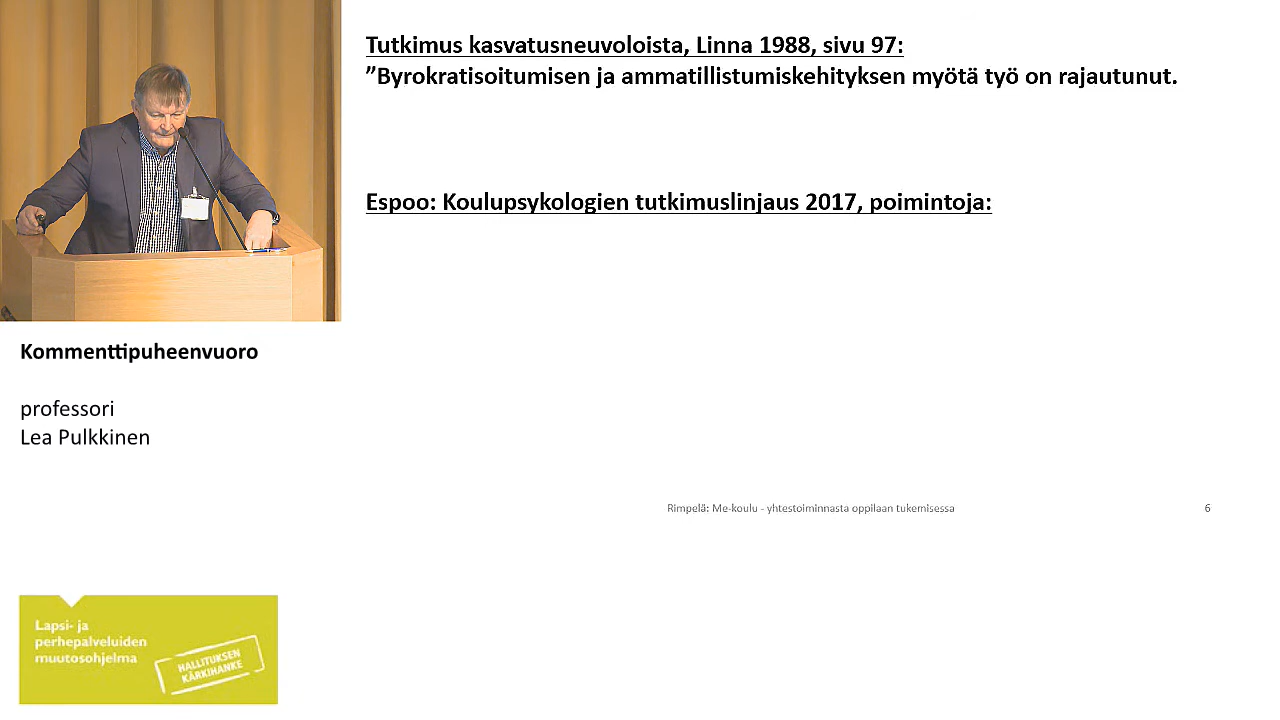 Tutkimus kasvatusneuvoloista, Linna 1988, sivu 97:
”Byrokratisoitumisen ja ammatillistumiskehityksen myötä työ on rajautunut.
Espoo: Koulupsykologien tutkimuslinjaus 2017, poimintoja:
Kommenttipuheenvuoro
professori
Lea Pulkkinen
Rimpelä: Me-koulu - yhtestoiminnasta oppilaan tukemisessa
6
Lapsi- ja
perhepalveluiden
muutosohjelma
HALLITUKSEN
KÄRKIHANKE